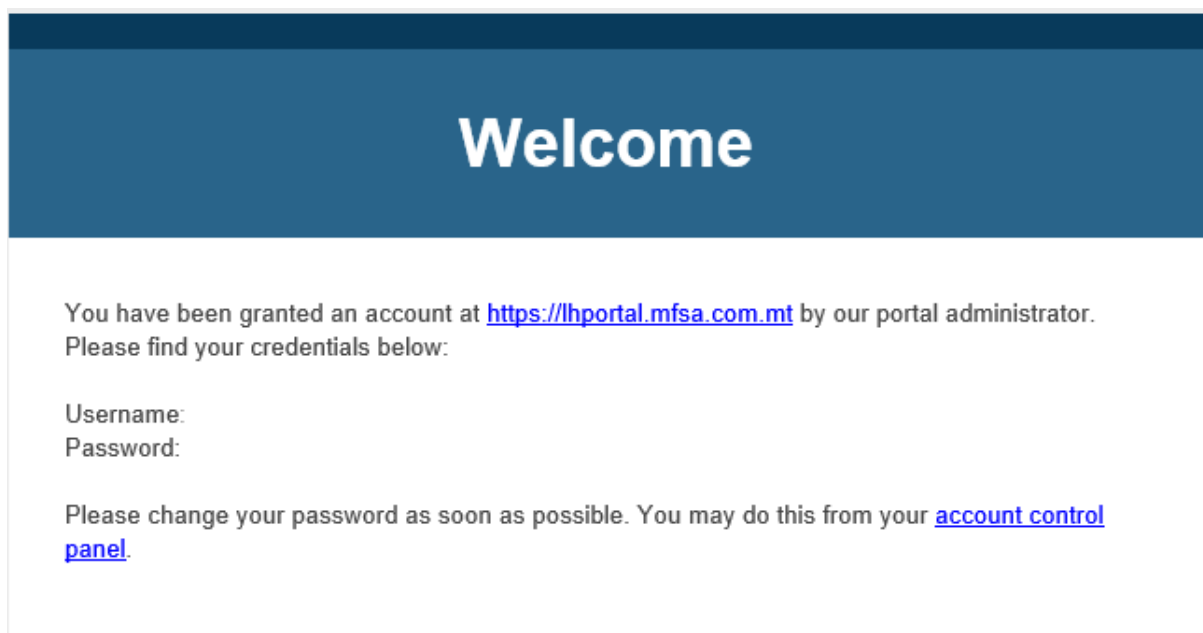 Welcome
You have been granted an account at https://lhportal.mfsa.com.mt by our portal administrator.
Please find your credentials below:
Username:
Password:
Please change your password as soon as possible. You may do this from your account control
panel.